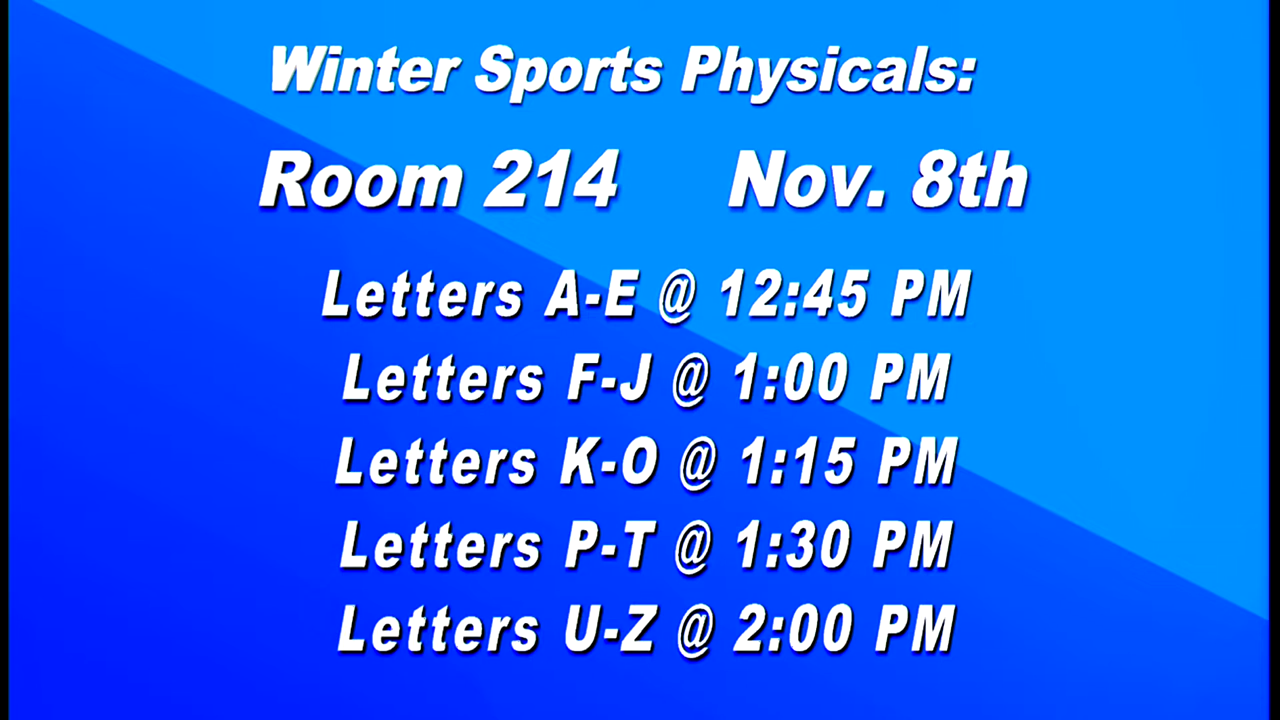 Winter Sports Physicals:
Room 214 Nov. 8th
Letters A-E @ 12:45 PM
Letters F-J @ 1:00 PM
Letters K-O @ 1:15 PM
Letters P-T @ 1:30 PM
Letters U-Z @ 2:00 PM